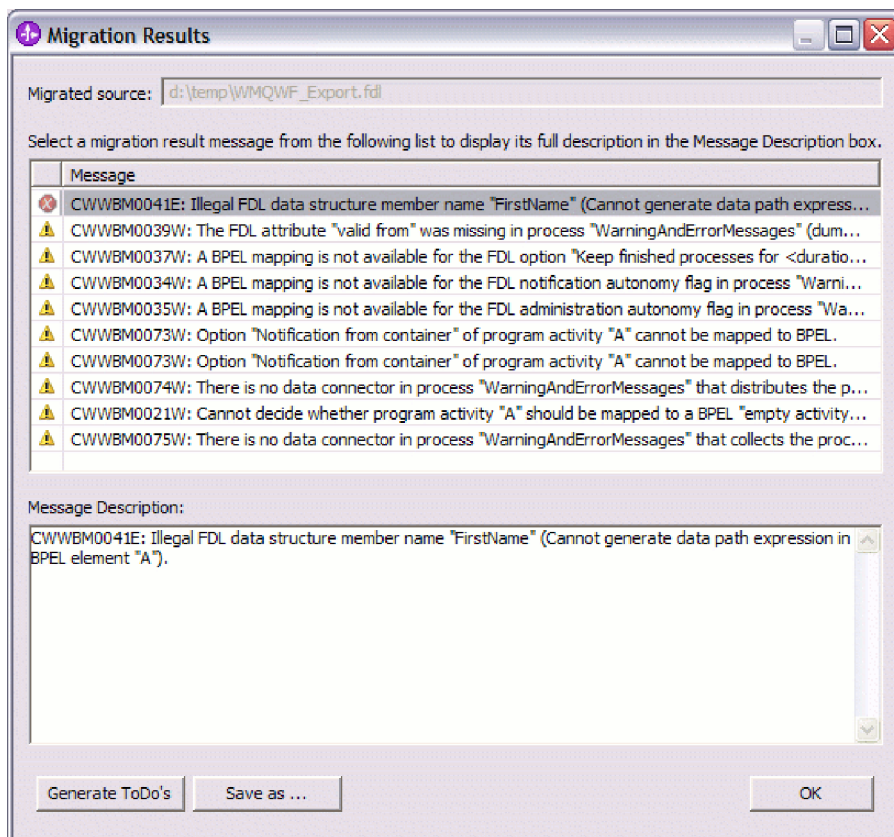 Migration Results
Migrated source: d:\temp\WMQWF_Export.fdl
Select a migration result message from the following list to display its full description in the Message Description box.
Message
CWWBM0041E: Illegal FDL data structure member name "FirstName" (Cannot generate data path express...
CWWBM0039W: The FDL attribute "valid from" was missing in process "WarningAndErrorMessages" (dum...
CWWBM0037W: A BPEL mapping is not available for the FDL option "Keep finished processes for <duratio...
CWWBM0034W: A BPEL mapping is not available for the FDL notification autonomy flag in process "Warni...
CWWBM0035W: A BPEL mapping is not available for the FDL administration autonomy flag in process "Wa...
CWWBM0073W: Option "Notification from container" of program activity "A" cannot be mapped to BPEL.
CWWBM0073W: Option "Notification from container" of program activity "A" cannot be mapped to BPEL.
CWWBM0074W: There is no data connector in process "WarningAndErrorMessages" that distributes the p...
CWWBM0021W: Cannot decide whether program activity "A" should be mapped to a BPEL "empty activity...
CWWBM0075W: There is no data connector in process "WarningAndErrorMessages" that collects the proc...
Message Description:
CWWBM0041E: Illegal FDL data structure member name "FirstName" (Cannot generate data path expression in
BPEL element "A").
Generate ToDo's Save as ... OK